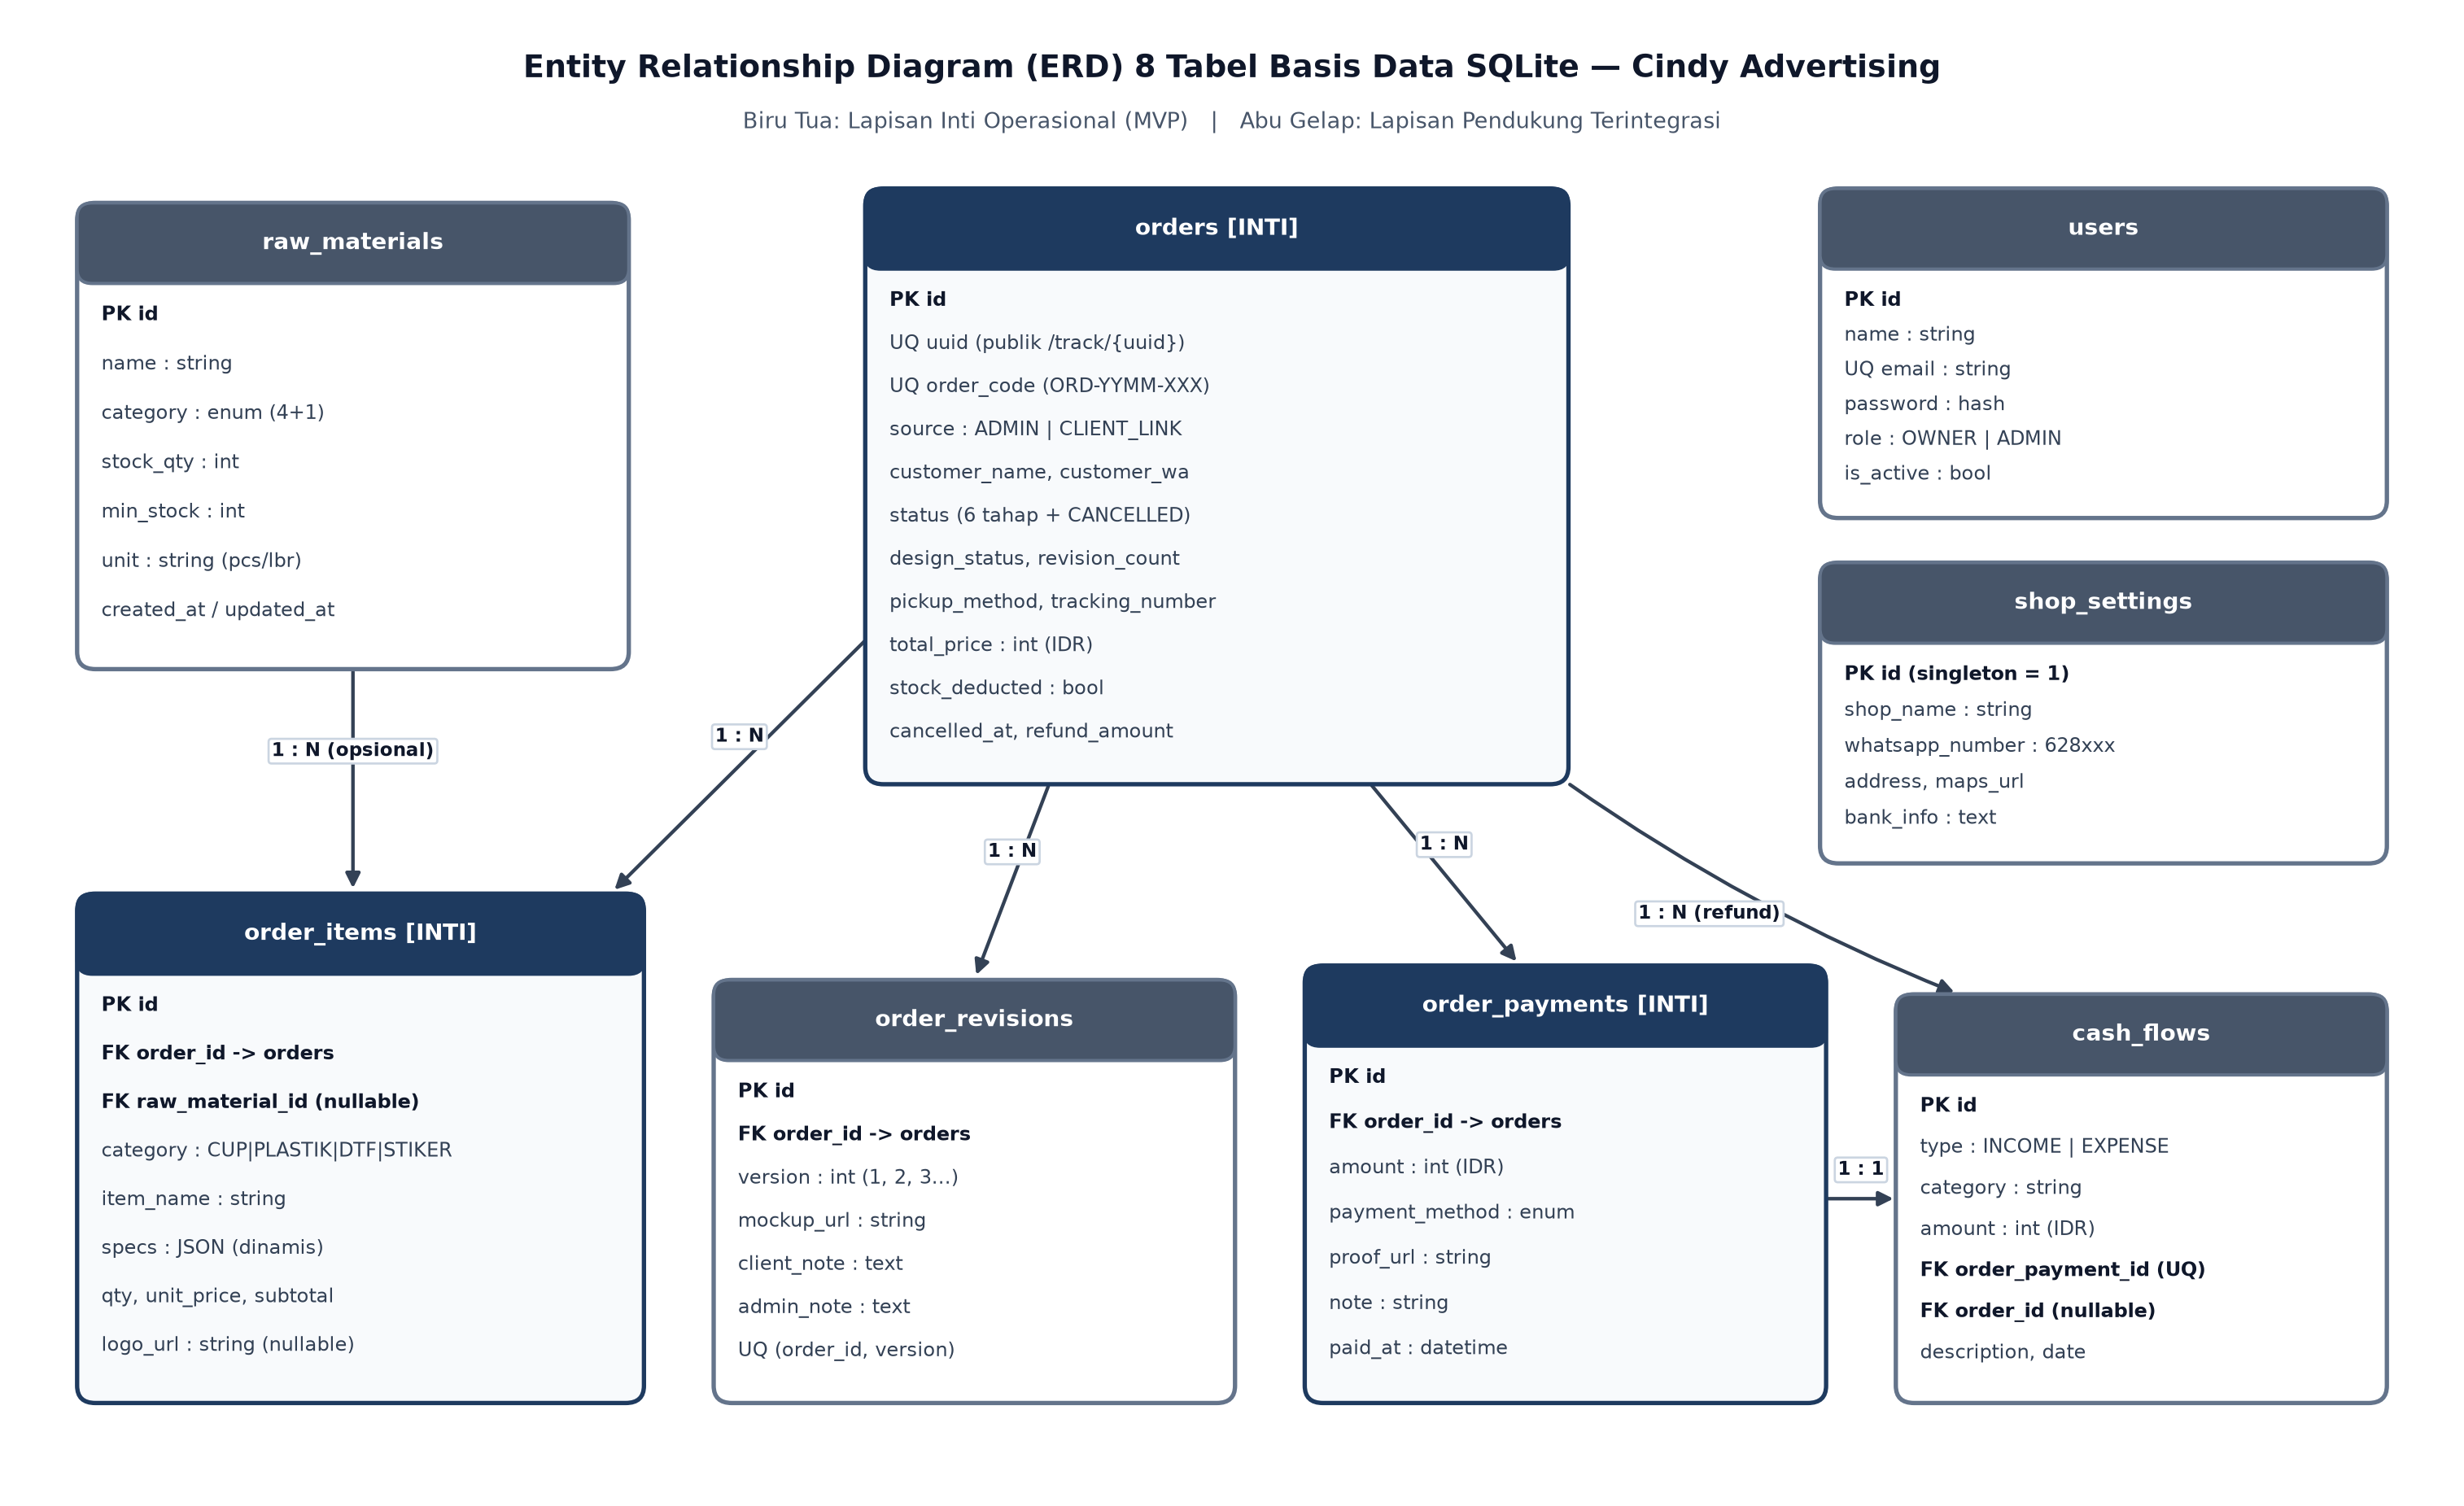 Entity Relationship Diagram (ERD) 8 Tabel Basis Data SQLite — Cindy Advertising
Biru Tua: Lapisan Inti Operasional (MVP) | Abu Gelap: Lapisan Pendukung Terintegrasi
raw_materials
PK id
name : string
category : enum (4+1)
stock_qty : int
min_stock : int
unit : string (pcs/lbr)
created_at / updated_at
orders [INTI]
PK id
UQ uuid (publik /track/{uuid})
UQ order_code (ORD-YYMM-XXX)
source : ADMIN | CLIENT_LINK
customer_name, customer_wa
status (6 tahap + CANCELLED)
design_status, revision_count
pickup_method, tracking_number
total_price : int (IDR)
stock_deducted : bool
cancelled_at, refund_amount
users
PK id
name : string
UQ email : string
password : hash
role : OWNER | ADMIN
is_active : bool
shop_settings
PK id (singleton = 1)
shop_name : string
whatsapp_number : 628xxx
address, maps_url
bank_info : text
1 : N (opsional)
1 : N
1 : N
1 : N
1 : N (refund)
order_items [INTI]
PK id
FK order_id -> orders
FK raw_material_id (nullable)
category : CUP|PLASTIK|DTF|STIKER
item_name : string
specs : JSON (dinamis)
qty, unit_price, subtotal
logo_url : string (nullable)
order_revisions
PK id
FK order_id -> orders
version : int (1, 2, 3...)
mockup_url : string
client_note : text
admin_note : text
UQ (order_id, version)
order_payments [INTI]
PK id
FK order_id -> orders
amount : int (IDR)
payment_method : enum
proof_url : string
note : string
paid_at : datetime
1 : 1
cash_flows
PK id
type : INCOME | EXPENSE
category : string
amount : int (IDR)
FK order_payment_id (UQ)
FK order_id (nullable)
description, date